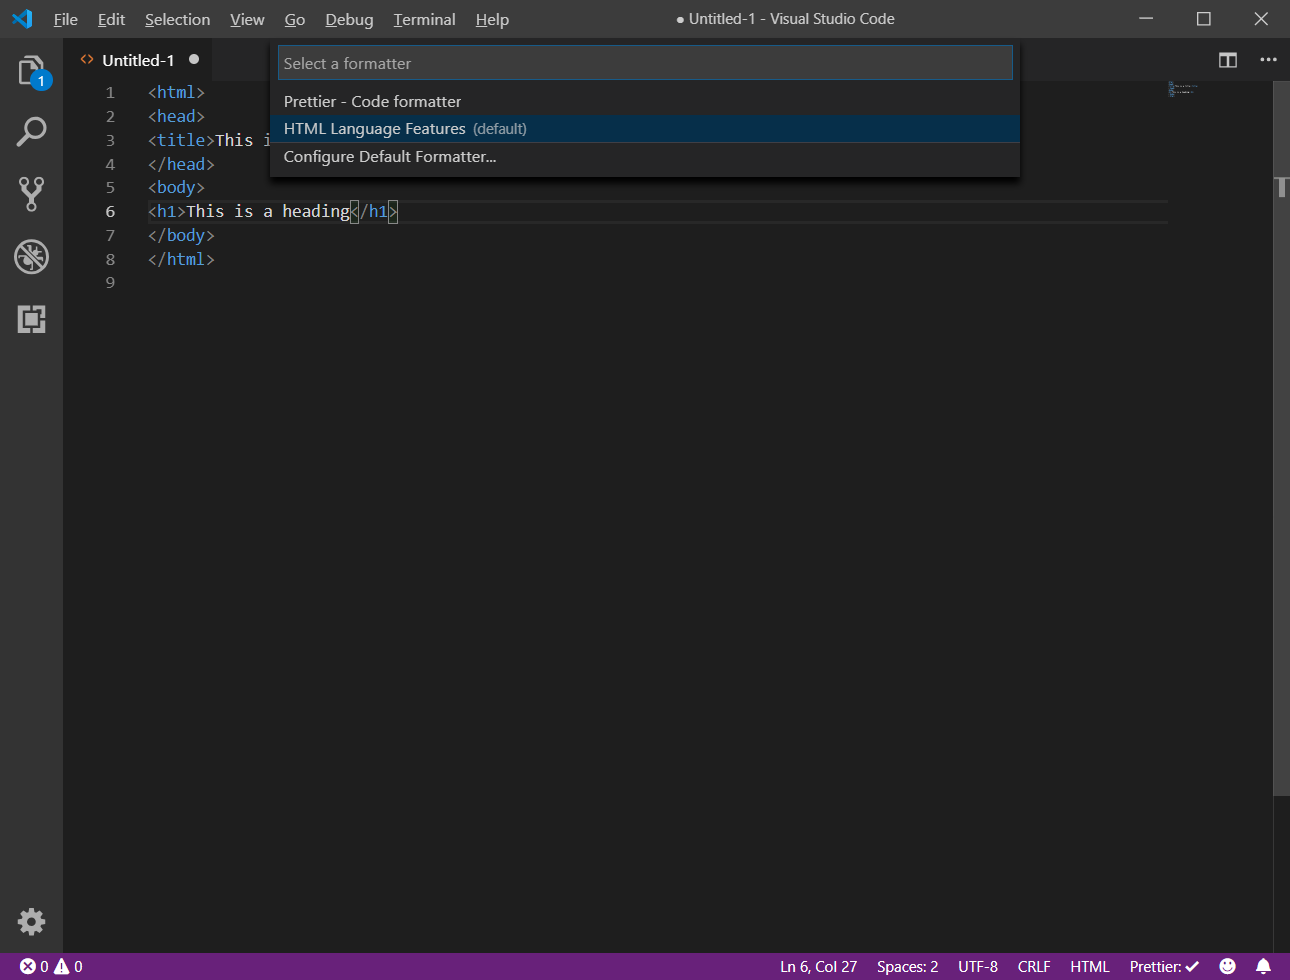 File Edit Selection View Go Debug Terminal Help ● Untitled-1 - Visual Studio Code
1
<> Untitled-1 ●
Select a formatter
Prettier - Code formatter
HTML Language Features (default)
Configure Default Formatter...
1 <html>
2 <head>
3 <title>This i
4 </head>
5 <body>
6 <h1>This is a heading</h1>
7 </body>
8 </html>
9
0 0 Ln 6, Col 27 Spaces: 2 UTF-8 CRLF HTML Prettier: ✓